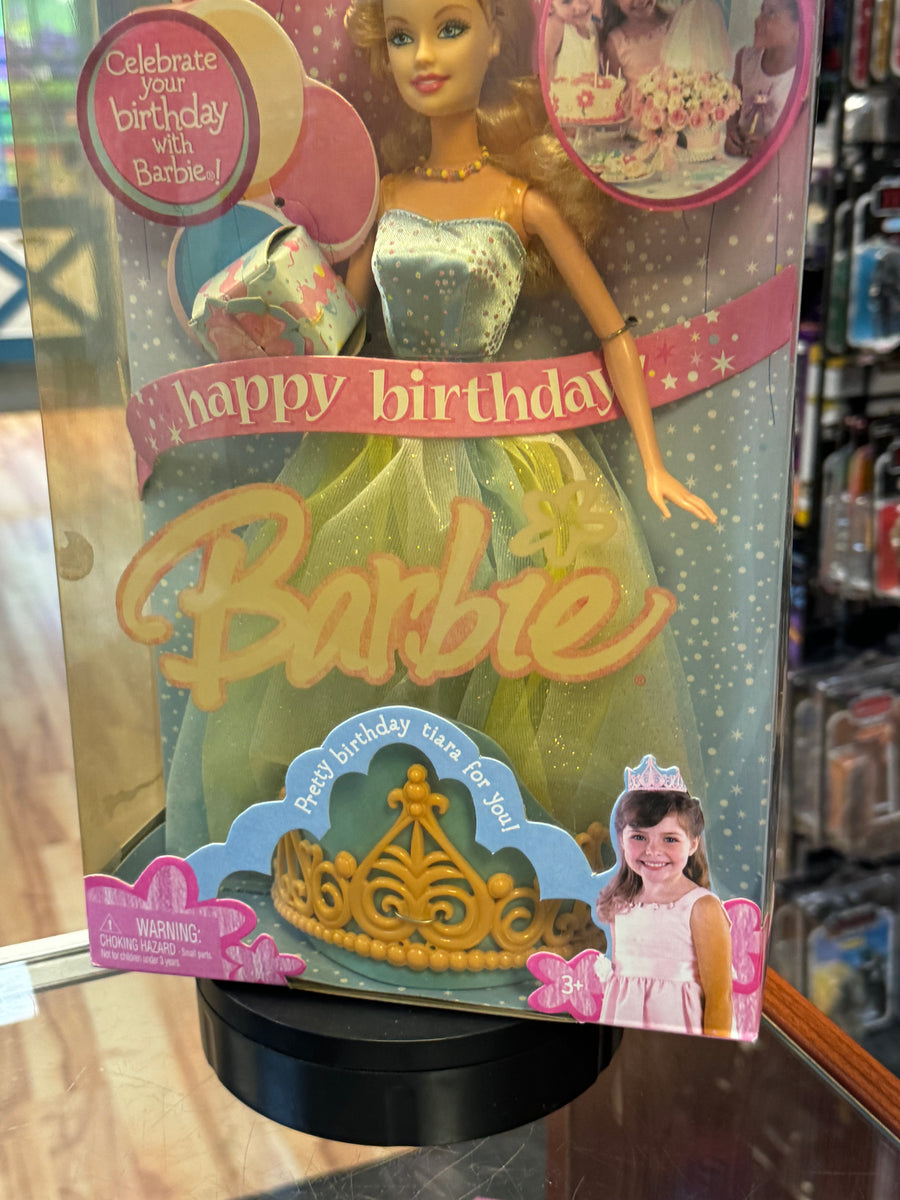 Celebrate
your
birthday
with
Barbie®!
happy birthday
Barbie®
Pretty birthday tiara for you!
WARNING:
CHOKING HAZARD - Small parts.
Not for children under 3 years.
3+